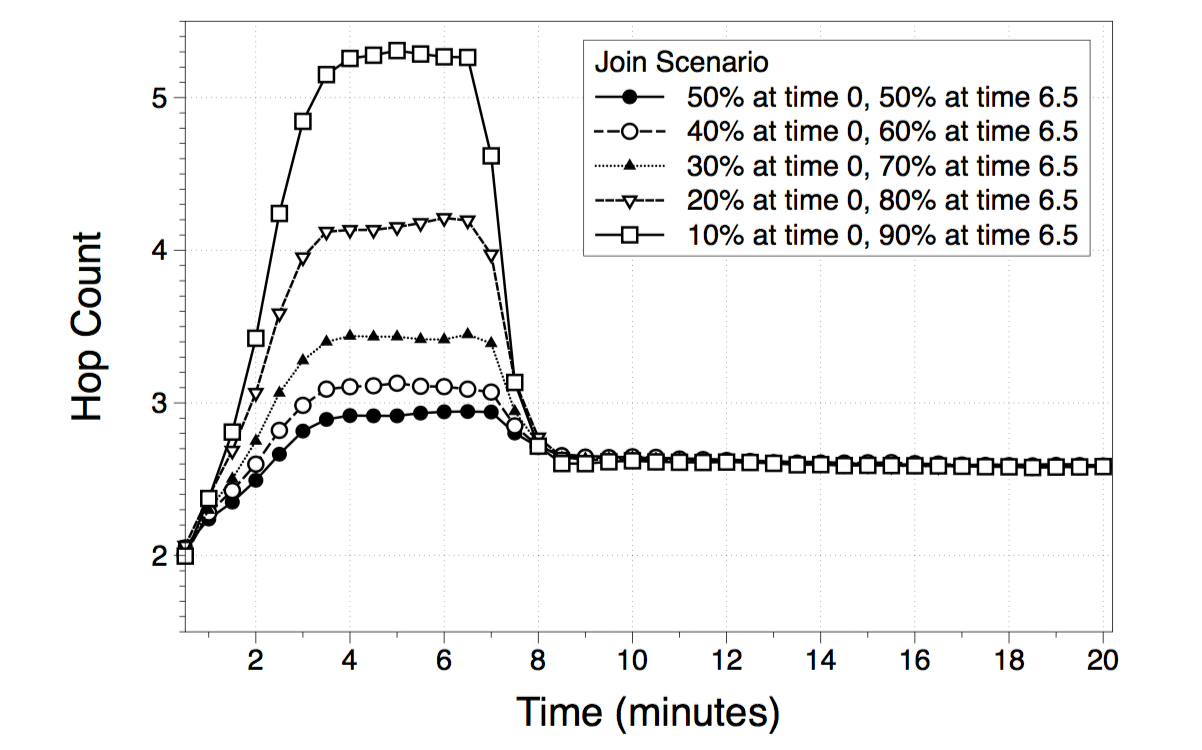 Join Scenario
50% at time 0, 50% at time 6.5
40% at time 0, 60% at time 6.5
30% at time 0, 70% at time 6.5
20% at time 0, 80% at time 6.5
10% at time 0, 90% at time 6.5
Hop Count
5
4
3
2
2 4 6 8 10 12 14 16 18 20
Time (minutes)